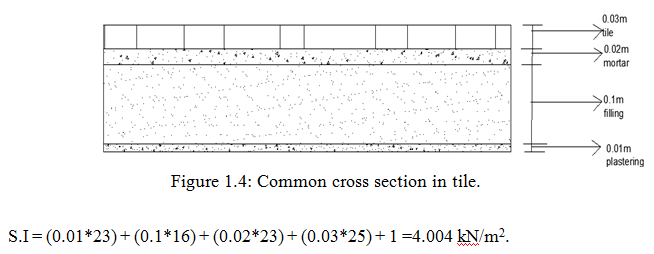 0.03m
tile
0.02m
mortar
0.1m
filling
0.01m
plastering
Figure 1.4: Common cross section in tile.
S.I=(0.01*23)+(0.1*16)+(0.02*23)+(0.03*25)+1=4.004 kN/m².